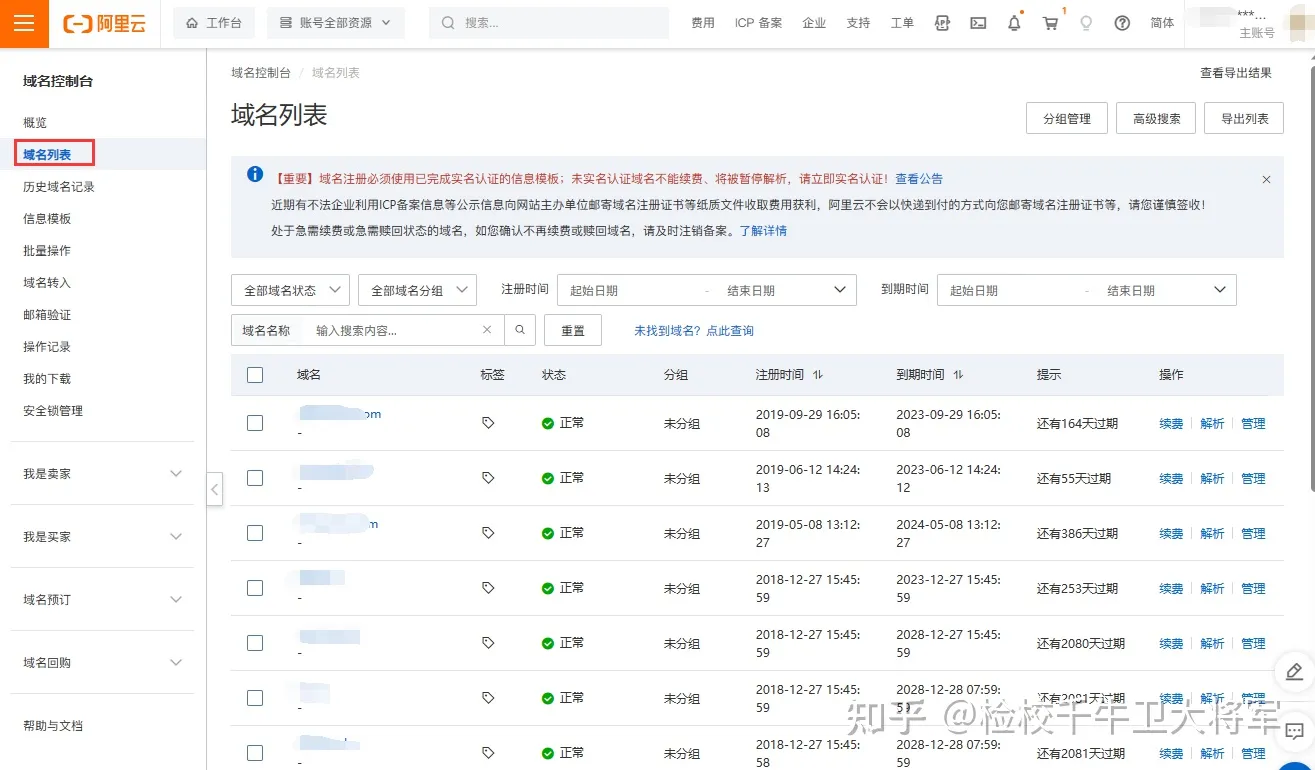 阿里云 工作台 账号全部资源 搜索... 费用 ICP 备案 企业 支持 工单 1 简体 ***...
主账号
域名控制台
概览
域名列表
历史域名记录
信息模板
批量操作
域名转入
邮箱验证
操作记录
我的下载
安全锁管理
我是卖家
我是买家
域名预订
域名回购
帮助与文档
域名控制台 / 域名列表 查看导出结果
域名列表 分组管理 高级搜索 导出列表
【重要】域名注册必须使用已完成实名认证的信息模板；未实名认证域名不能续费、将被暂停解析，请立即实名认证！ 查看公告
近期有不法企业利用ICP备案信息等公示信息向网站主办单位邮寄域名注册证书等纸质文件收取费用获利，阿里云不会以快递到付的方式向您邮寄域名注册证书等，请您谨慎签收！
处于急需续费或急需赎回状态的域名，如您确认不再续费或赎回域名，请及时注销备案。了解详情
全部域名状态 全部域名分组 注册时间 起始日期 - 结束日期 到期时间 起始日期 - 结束日期
域名名称 输入搜索内容... 重置 未找到域名？点此查询
域名 标签 状态 分组 注册时间 到期时间 提示 操作
om 正常 未分组 2019-09-29 16:05: 2023-09-29 16:05: 还有164天过期 续费 解析 管理
- 08 08
正常 未分组 2019-06-12 14:24: 2023-06-12 14:24: 还有55天过期 续费 解析 管理
- 13 12
m 正常 未分组 2019-05-08 13:12: 2024-05-08 13:12: 还有386天过期 续费 解析 管理
- 27 27
正常 未分组 2018-12-27 15:45: 2023-12-27 15:45: 还有253天过期 续费 解析 管理
- 59 59
正常 未分组 2018-12-27 15:45: 2028-12-27 15:45: 还有2080天过期 续费 解析 管理
- 59 59
正常 未分组 2018-12-27 15:45: 2028-12-28 07:59: 还有2081天过期 续费 解析 管理
- 59 59
正常 未分组 2018-12-27 15:45: 2028-12-28 07:59: 还有2081天过期 续费 解析 管理
- 58 59
知乎 @检校千牛卫大将军